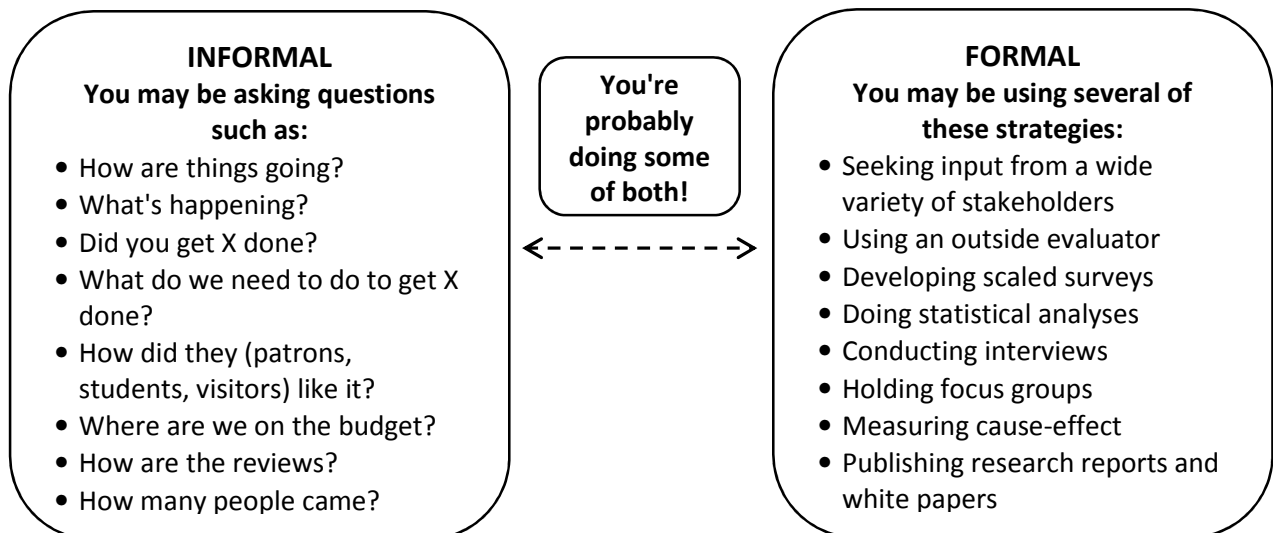 INFORMAL
You may be asking questions
such as:
• How are things going?
• What's happening?
• Did you get X done?
• What do we need to do to get X
done?
• How did they (patrons,
students, visitors) like it?
• Where are we on the budget?
• How are the reviews?
• How many people came?
You're
probably
doing some
of both!
FORMAL
You may be using several of
these strategies:
• Seeking input from a wide
variety of stakeholders
• Using an outside evaluator
• Developing scaled surveys
• Doing statistical analyses
• Conducting interviews
• Holding focus groups
• Measuring cause-effect
• Publishing research reports and
white papers